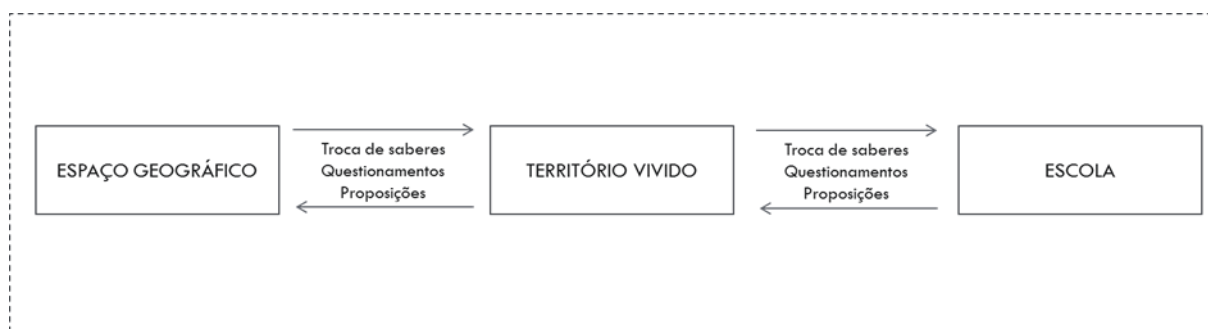 ESPAÇO GEOGRÁFICO
Troca de saberes
Questionamentos
Proposições
TERRITÓRIO VIVIDO
Troca de saberes
Questionamentos
Proposições
ESCOLA